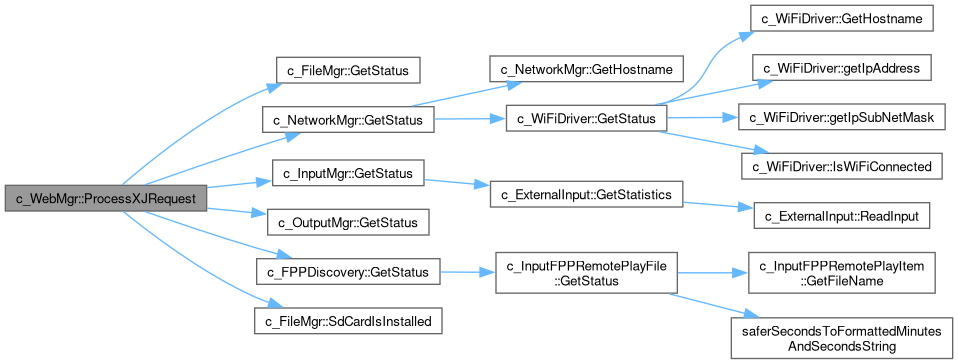 c_WebMgr::ProcessXJRequest
c_FileMgr::GetStatus
c_NetworkMgr::GetStatus
c_NetworkMgr::GetHostname
c_WiFiDriver::GetStatus
c_WiFiDriver::GetHostname
c_WiFiDriver::getIpAddress
c_WiFiDriver::getIpSubNetMask
c_WiFiDriver::IsWiFiConnected
c_InputMgr::GetStatus
c_ExternalInput::GetStatistics
c_ExternalInput::ReadInput
c_OutputMgr::GetStatus
c_FPPDiscovery::GetStatus
c_InputFPPRemotePlayFile
::GetStatus
c_InputFPPRemotePlayItem
::GetFileName
saferSecondsToFormattedMinutes
AndSecondsString
c_FileMgr::SdCardIsInstalled